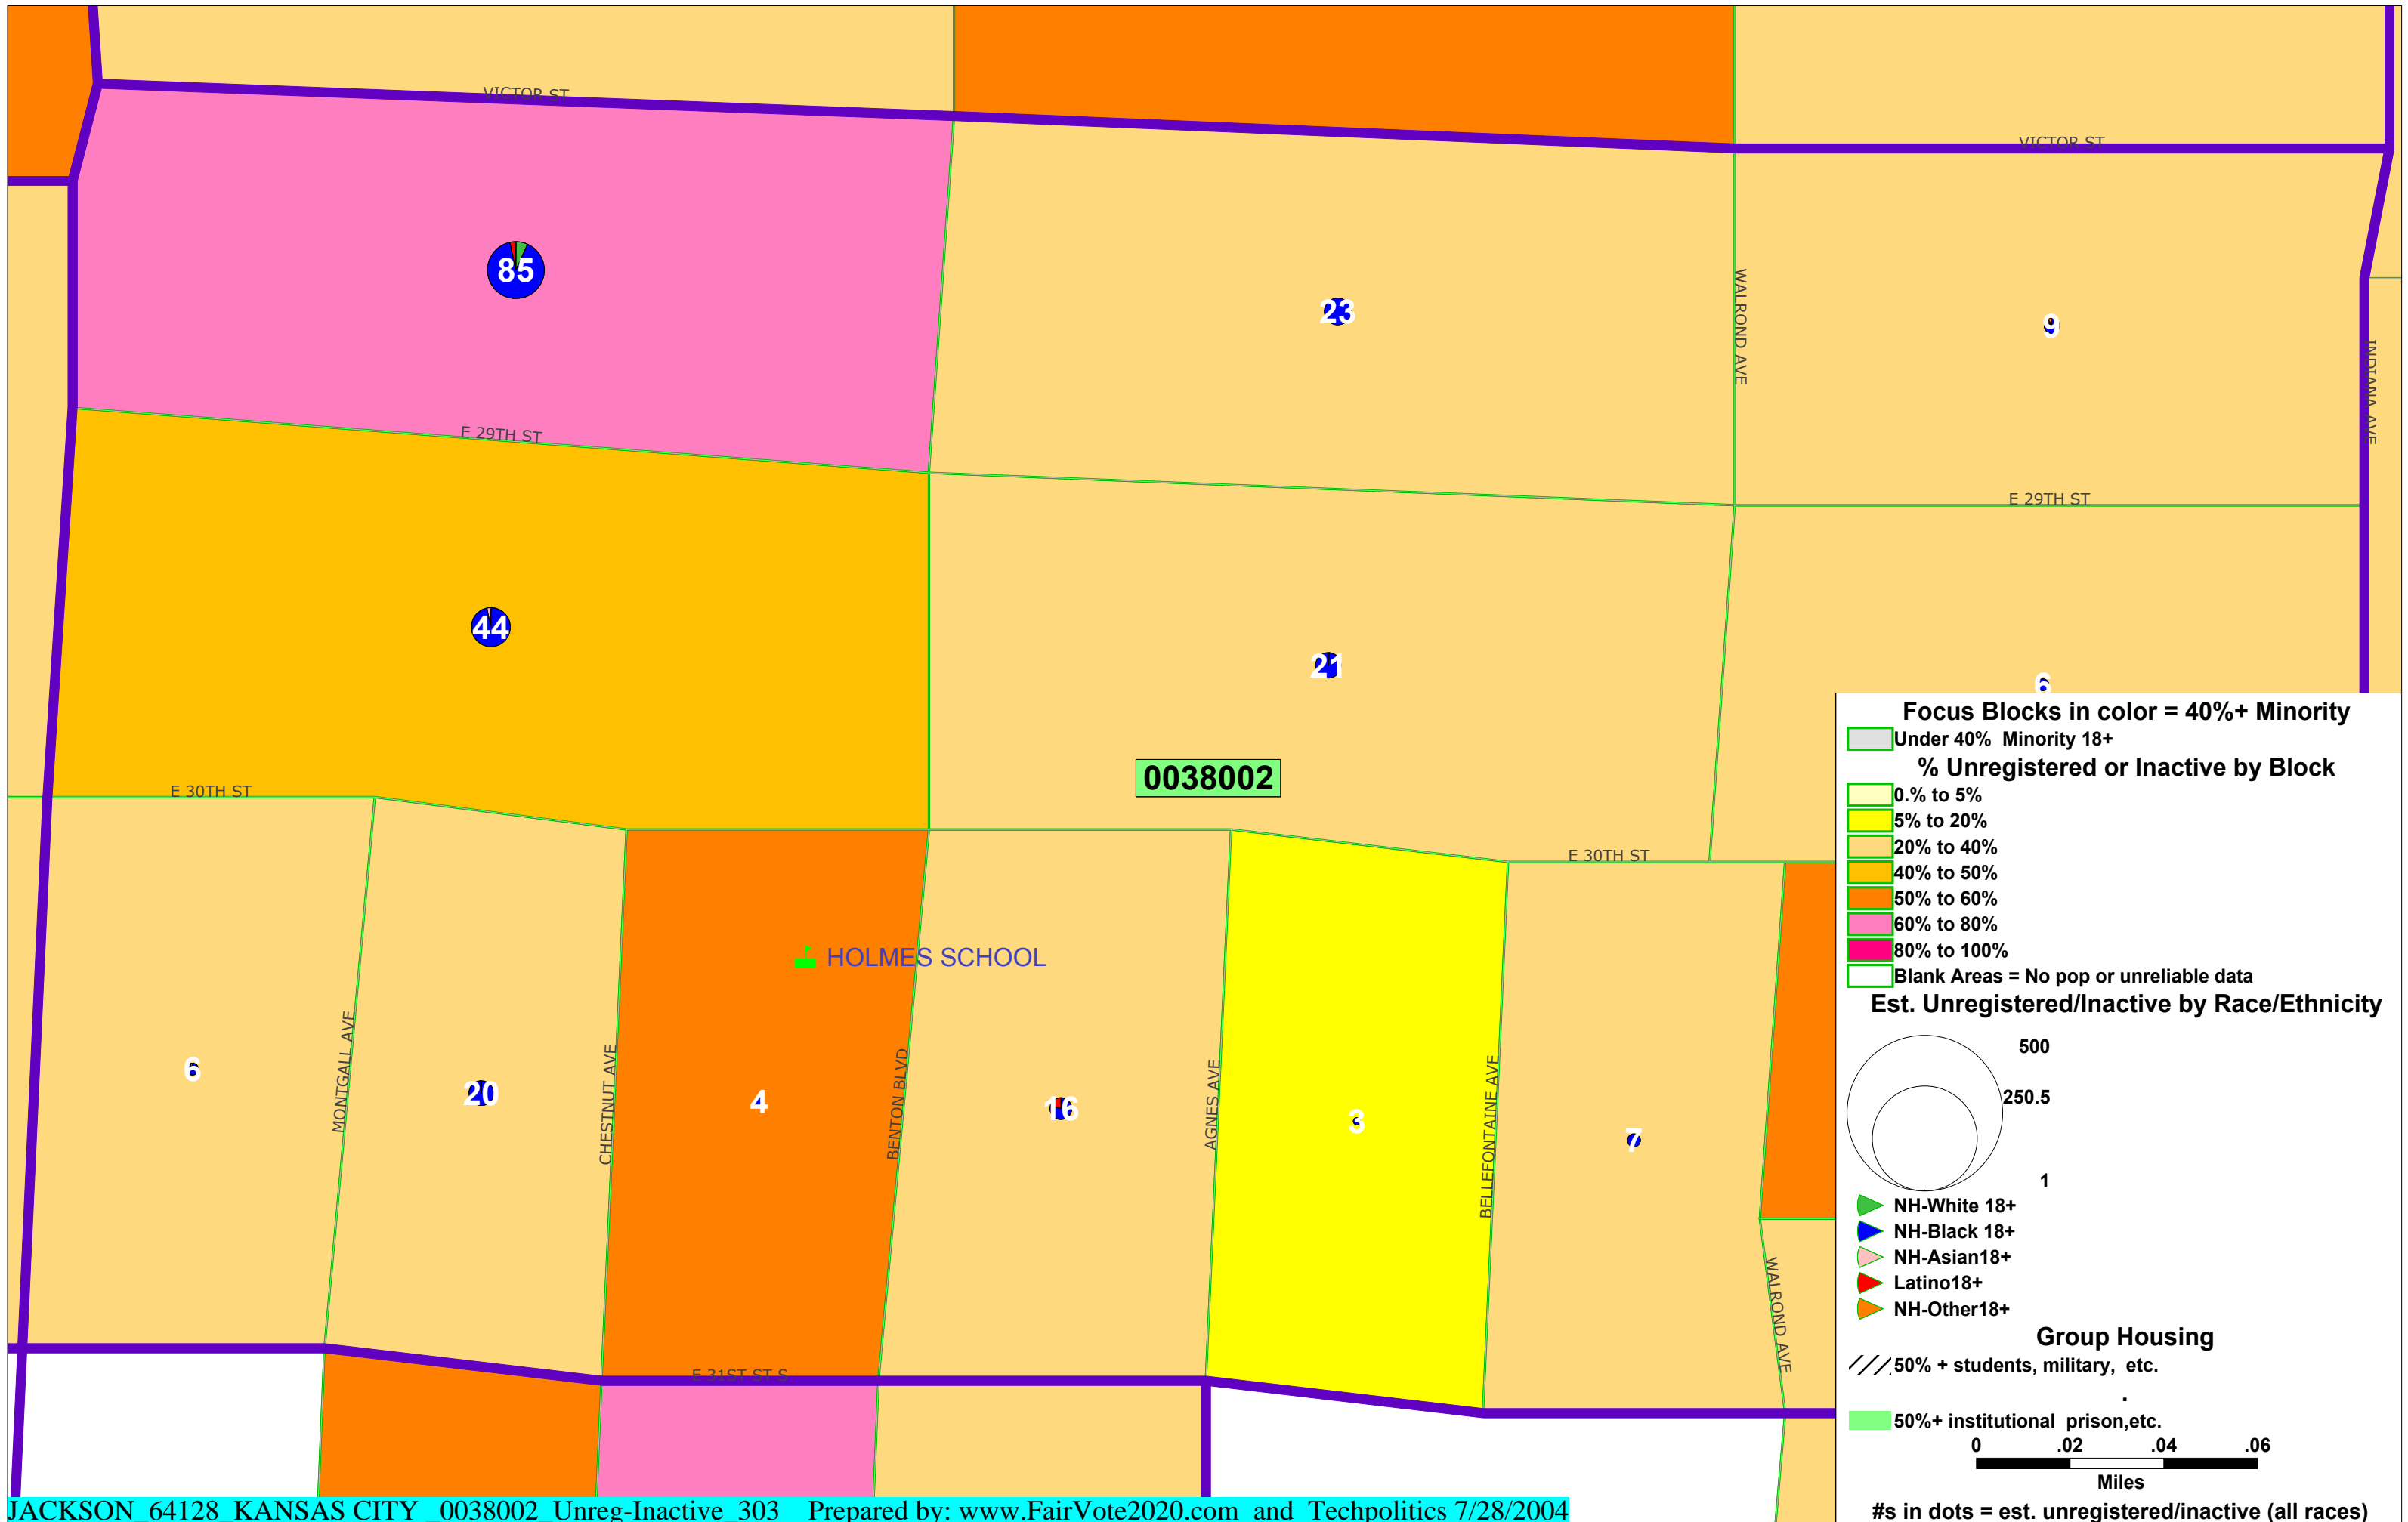 VICTOR ST
VICTOR ST
85
23
9
WALROND AVE
INDIANA AVE
E 29TH ST
E 29TH ST
44
21
6
0038002
E 30TH ST
E 30TH ST
HOLMES SCHOOL
6
MONTGALL AVE
20
CHESTNUT AVE
4
BENTON BLVD
16
AGNES AVE
3
BELLEFONTAINE AVE
7
WALROND AVE
E 31ST ST S
Focus Blocks in color = 40%+ Minority
Under 40% Minority 18+
% Unregistered or Inactive by Block
0.% to 5%
5% to 20%
20% to 40%
40% to 50%
50% to 60%
60% to 80%
80% to 100%
Blank Areas = No pop or unreliable data
Est. Unregistered/Inactive by Race/Ethnicity
500
250.5
1
NH-White 18+
NH-Black 18+
NH-Asian18+
Latino18+
NH-Other18+
Group Housing
50% + students, military, etc.
.
50%+ institutional prison,etc.
0 .02 .04 .06
Miles
#s in dots = est. unregistered/inactive (all races)
JACKSON 64128 KANSAS CITY 0038002 Unreg-Inactive 303 Prepared by: www.FairVote2020.com and Techpolitics 7/28/2004